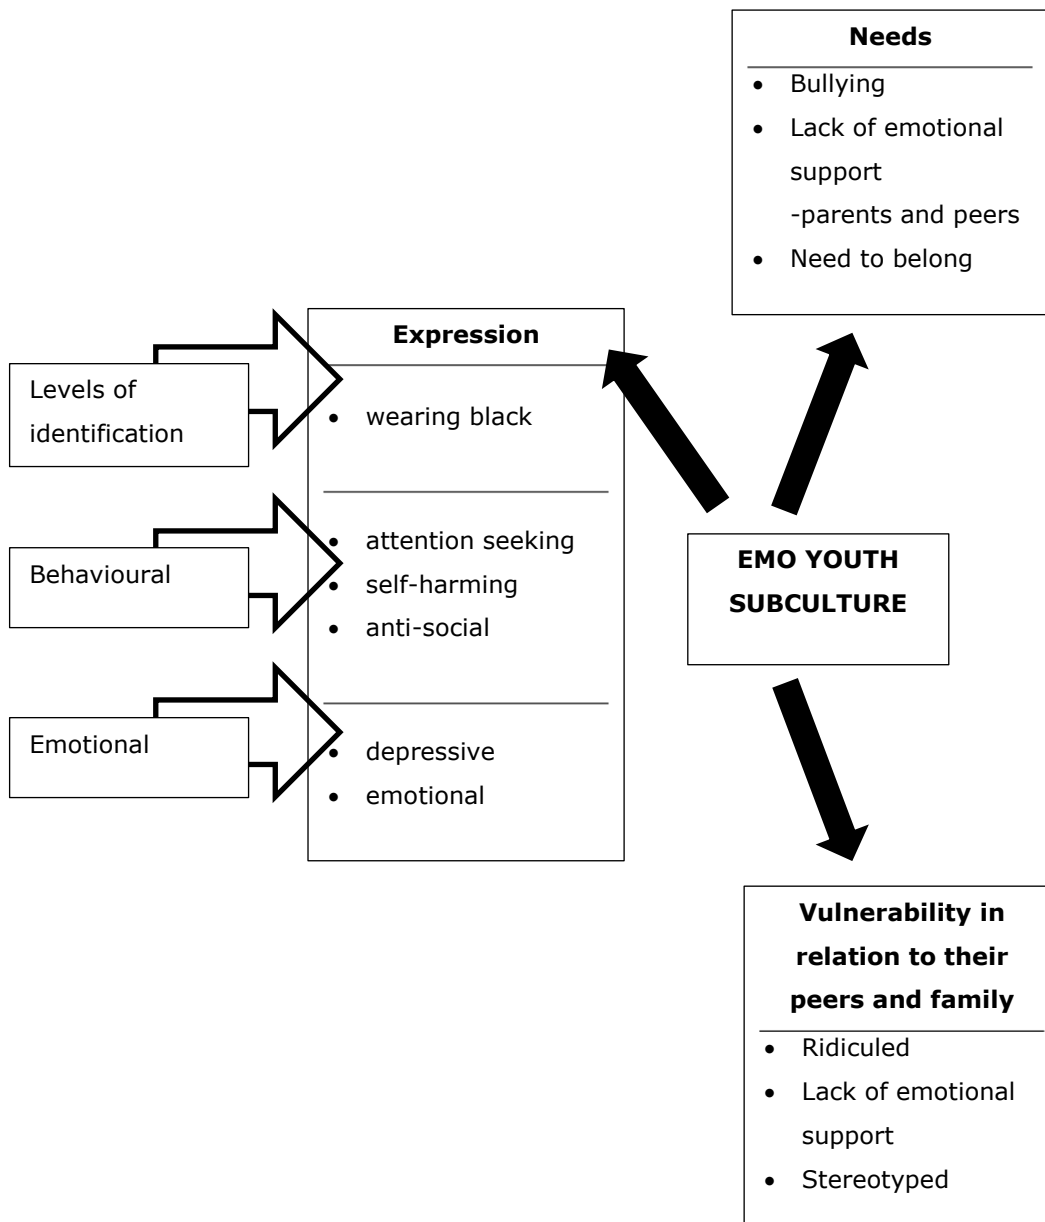 Needs
• Bullying
• Lack of emotional
support
-parents and peers
• Need to belong
Expression
Levels of
identification
• wearing black
Behavioural
• attention seeking
• self-harming
• anti-social
EMO YOUTH
SUBCULTURE
Emotional
• depressive
• emotional
Vulnerability in
relation to their
peers and family
• Ridiculed
• Lack of emotional
support
• Stereotyped